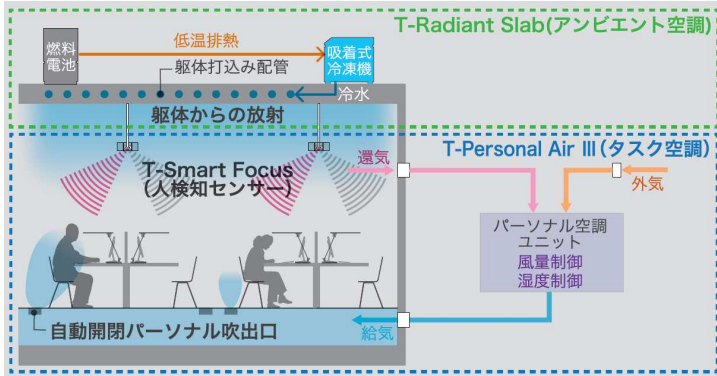 T-Radiant Slab(アンビエント空調)
燃料
電池
低温排熱
吸着式
冷凍機
躯体打込み配管
冷水
躯体からの放射
T-Personal Air Ⅲ(タスク空調)
T-Smart Focus
(人検知センサー)
還気
外気
パーソナル空調
ユニット
風量制御
湿度制御
自動開閉パーソナル吹出口
給気